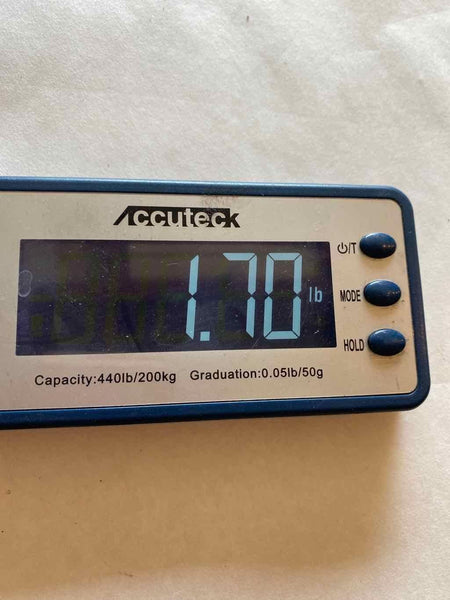 Accuteck
1.70 lb
⏻/T
MODE
HOLD
Capacity:440lb/200kg Graduation:0.05lb/50g